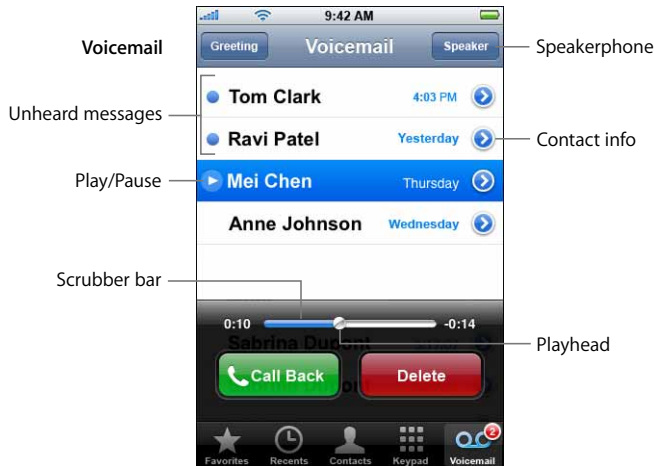 9:42 AM
Voicemail
Greeting
Voicemail
Speaker
Speakerphone
Unheard messages
Tom Clark
4:03 PM
Ravi Patel
Yesterday
Contact info
Play/Pause
Mei Chen
Thursday
Anne Johnson
Wednesday
Scrubber bar
0:10
-0:14
Sabrina Dupont
Playhead
Call Back
Delete
2
Favorites
Recents
Contacts
Keypad
Voicemail